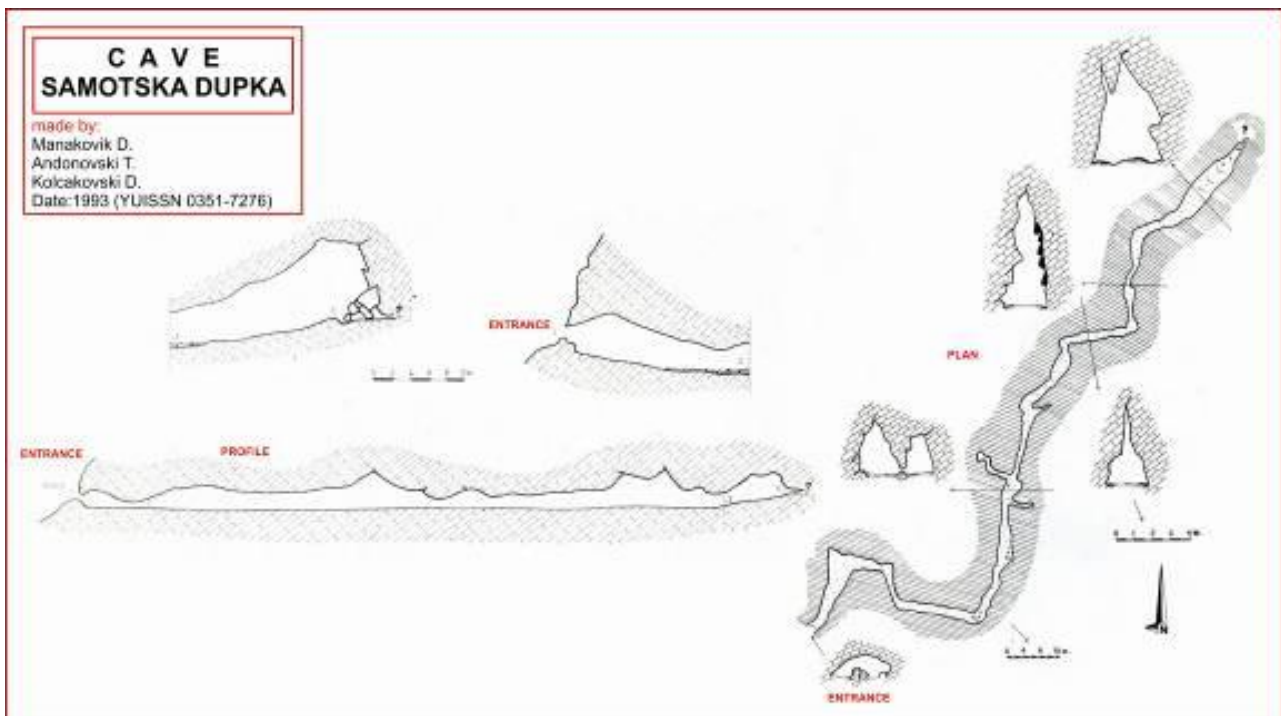 C A V E
SAMOTSKA DUPKA
made by:
Manakovik D.
Andonovski T.
Kolcakovski D.
Date:1993 (YUISSN 0351-7276)
ENTRANCE
PLAN
ENTRANCE
PROFILE
ENTRANCE
N
?